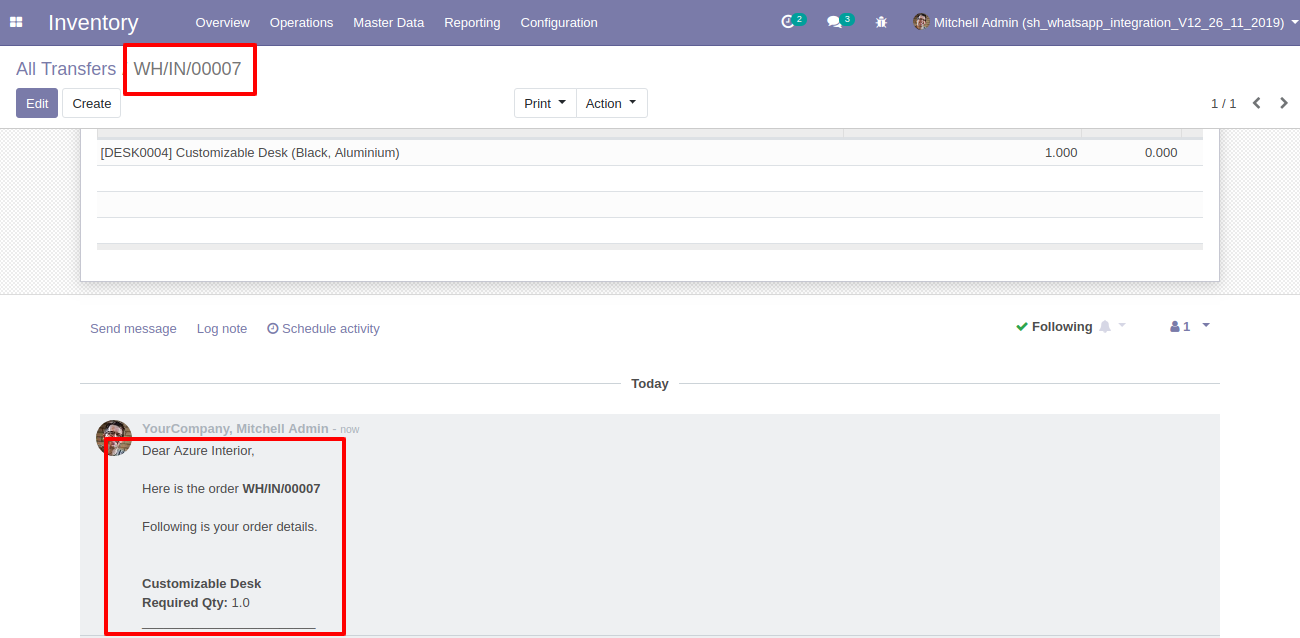 Inventory Overview Operations Master Data Reporting Configuration 2 3 Mitchell Admin (sh_whatsapp_integration_V12_26_11_2019)
All Transfers / WH/IN/00007
Edit Create Print Action 1 / 1
[DESK0004] Customizable Desk (Black, Aluminium) 1.000 0.000
Send message Log note Schedule activity Following 1
Today
YourCompany, Mitchell Admin - now
Dear Azure Interior,
Here is the order WH/IN/00007
Following is your order details.
Customizable Desk
Required Qty: 1.0